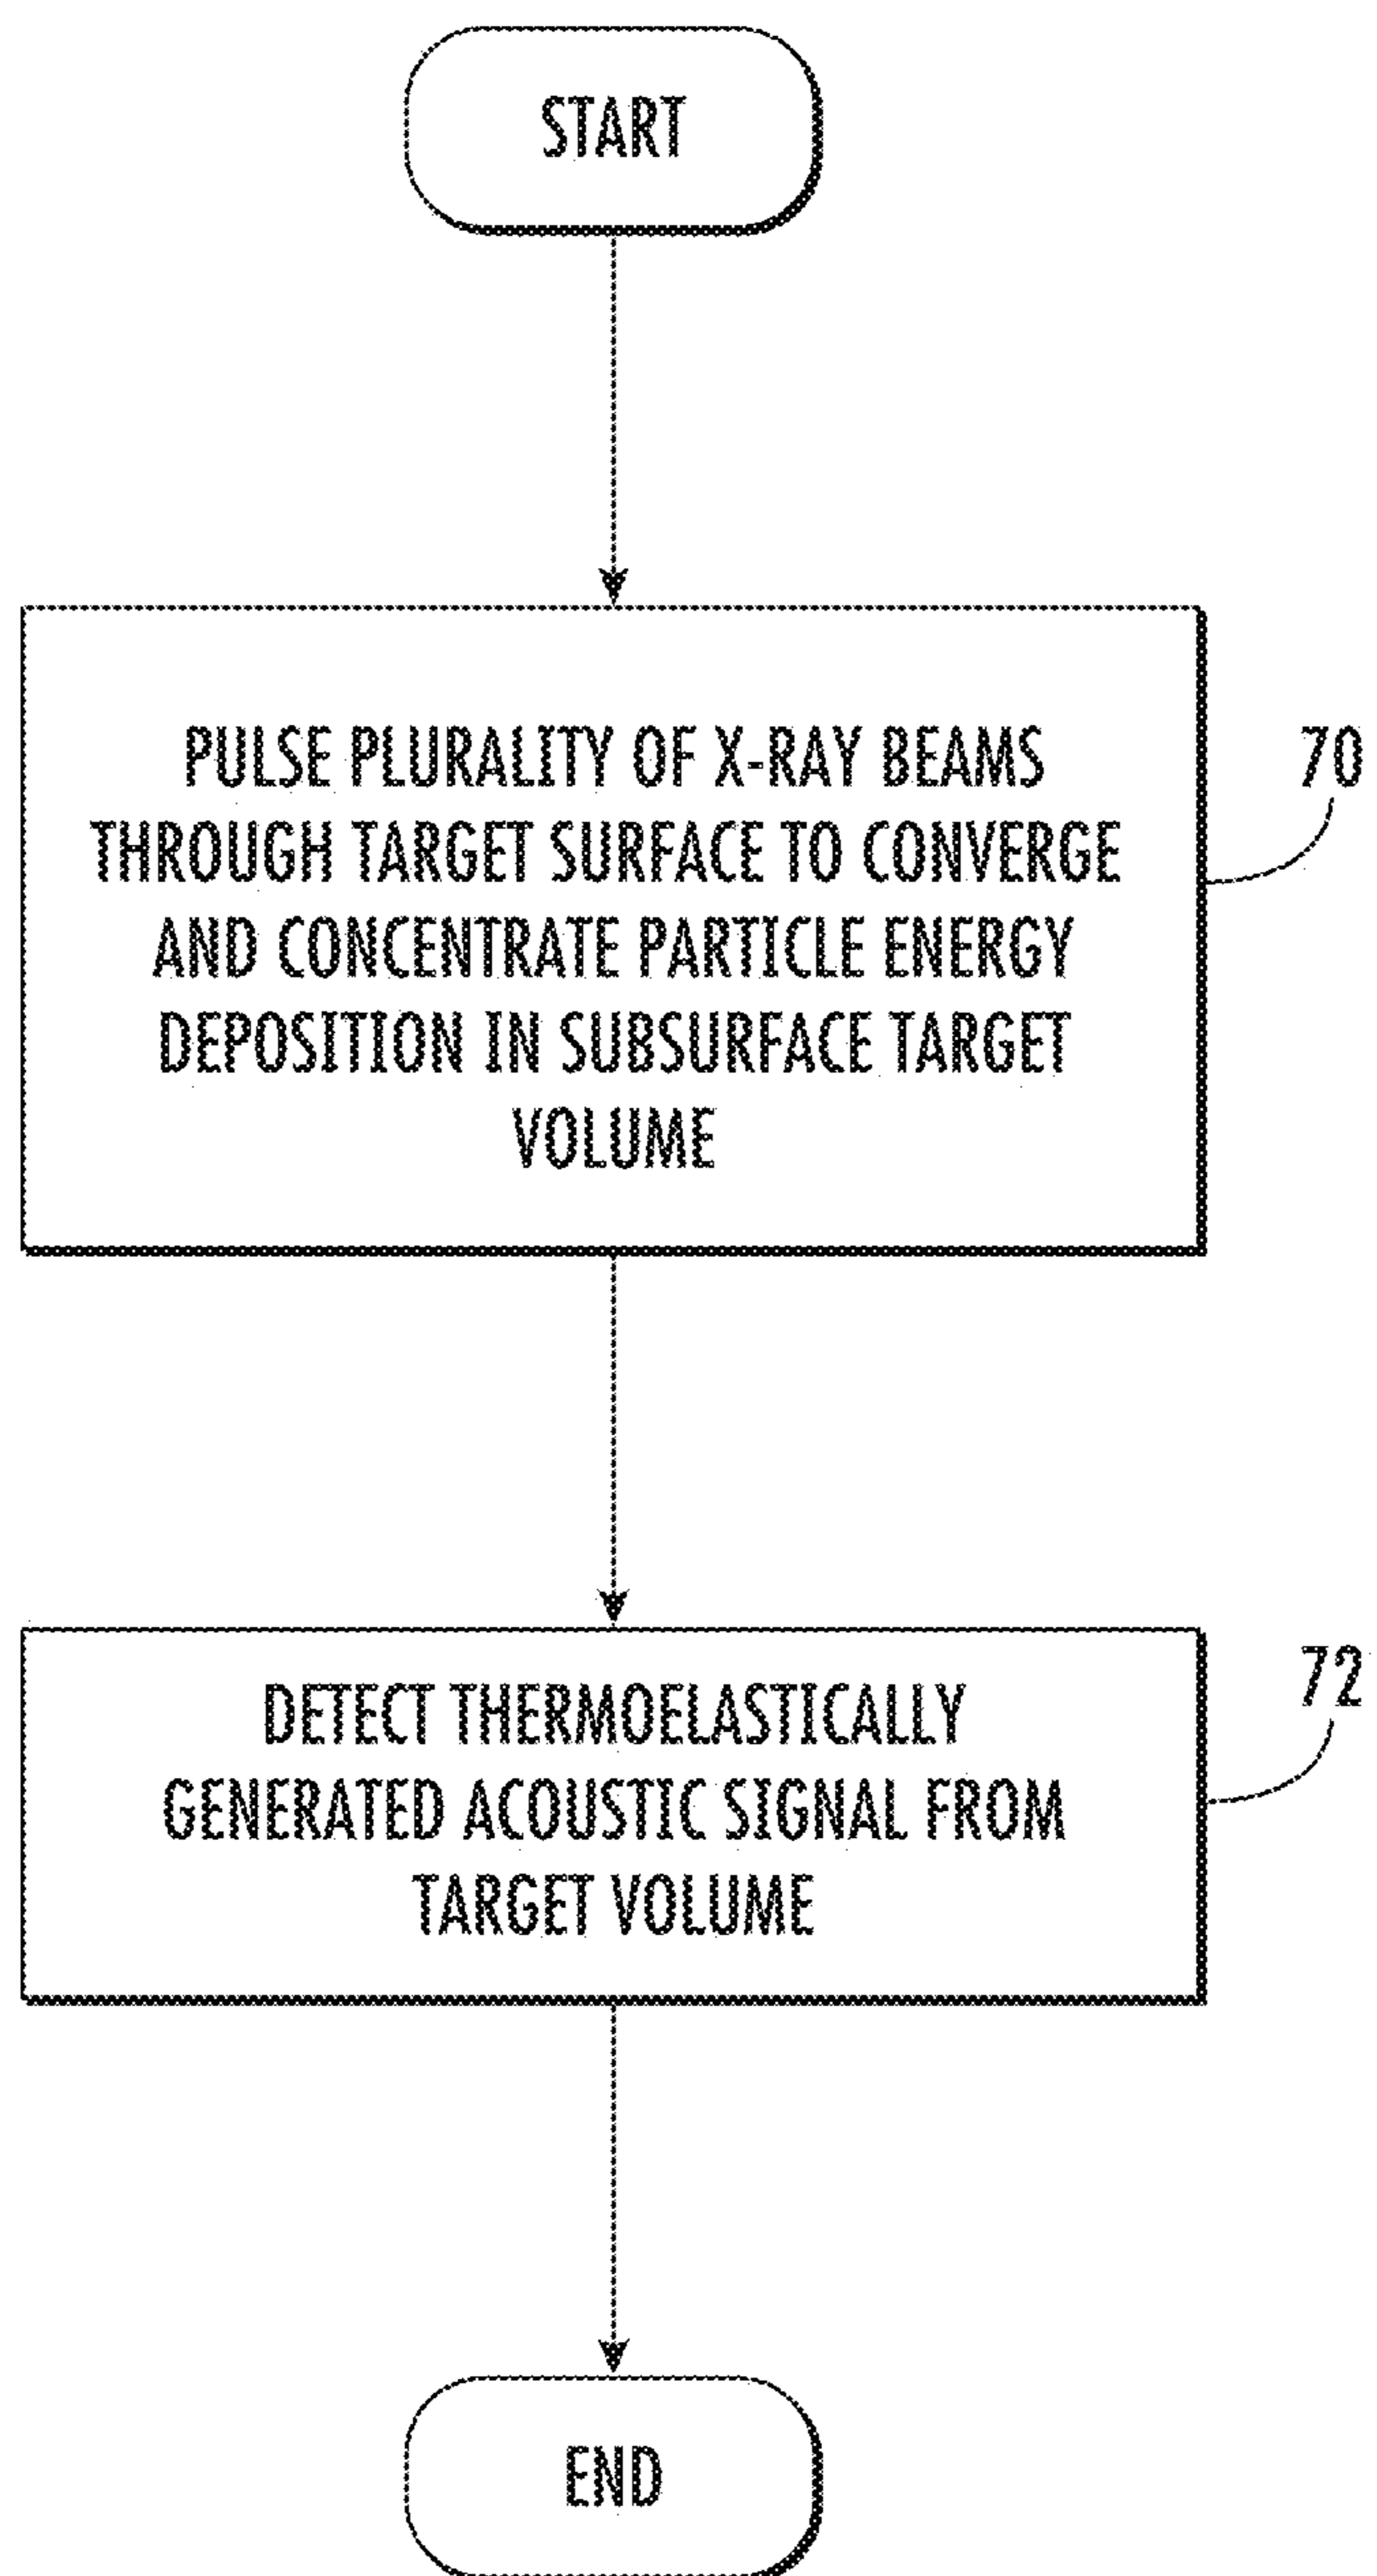 START
PULSE PLURALITY OF X-RAY BEAMS
THROUGH TARGET SURFACE TO CONVERGE
AND CONCENTRATE PARTICLE ENERGY
DEPOSITION IN SUBSURFACE TARGET
VOLUME
70
DETECT THERMOELASTICALLY
GENERATED ACOUSTIC SIGNAL FROM
TARGET VOLUME
72
END